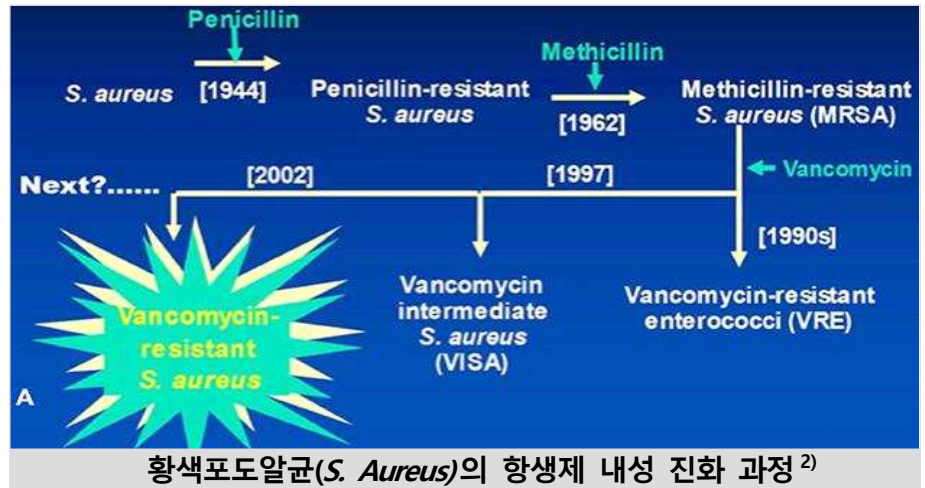 Penicillin
S. aureus
[1944]
Penicillin-resistant
S. aureus
Methicillin
[1962]
Methicillin-resistant
S. aureus (MRSA)
Vancomycin
[1990s]
Vancomycin-resistant
enterococci (VRE)
[1997]
Vancomycin
intermediate
S. aureus
(VISA)
[2002]
Next?......
Vancomycin-
resistant
S. aureus
A
황색포도알균(S. Aureus)의 항생제 내성 진화 과정 2)